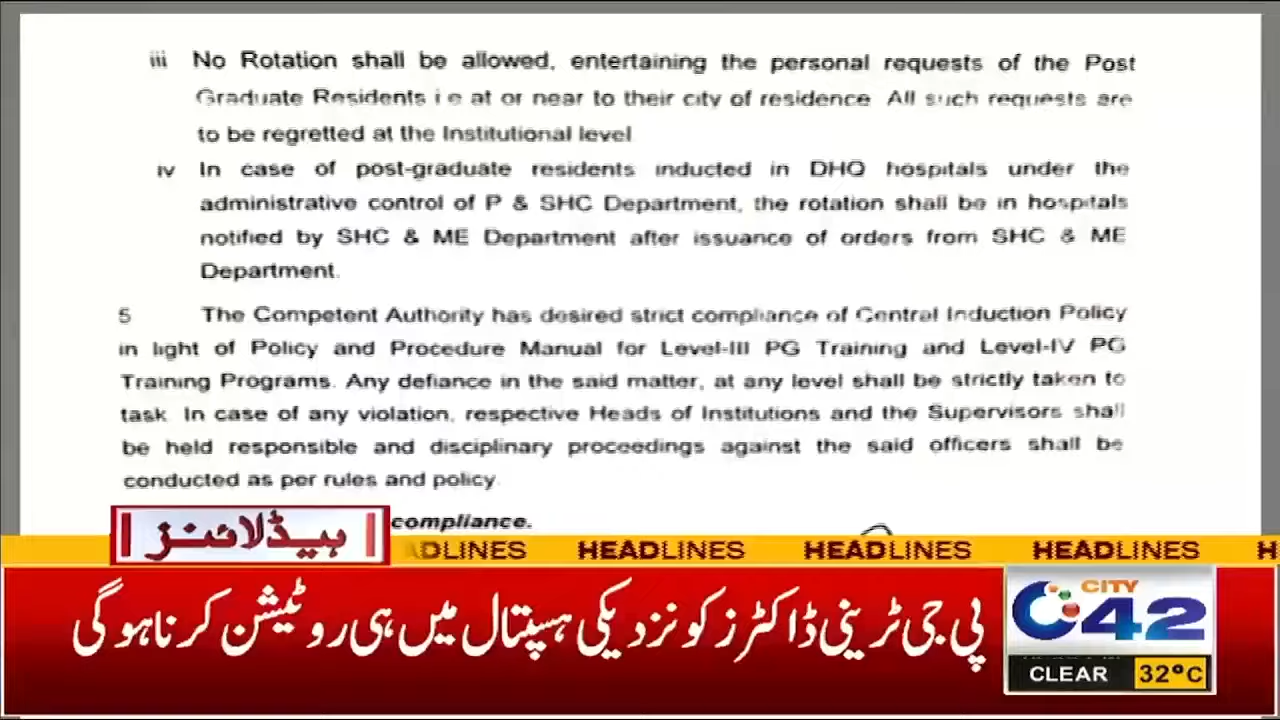 iii No Rotation shall be allowed, entertaining the personal requests of the Post
Graduate Residents i e at or near to their city of residence All such requests are
to be regretted at the Institutional level
iv In case of post-graduate residents inducted in DHQ hospitals under the
administrative control of P & SHC Department, the rotation shall be in hospitals
notified by SHC & ME Department after issuance of orders from SHC & ME
Department.
5 The Competent Authority has desired strict compliance of Central Induction Policy
in light of Policy and Procedure Manual for Level-III PG Training and Level-IV PG
Training Programs. Any defiance in the said matter, at any level shall be strictly taken to
task. In case of any violation, respective Heads of Institutions and the Supervisors shall
be held responsible and disciplinary proceedings against the said officers shall be
conducted as per rules and policy.
compliance.
ہیڈلائنز
ADLINES HEADLINES HEADLINES HEADLINES H
پی جی ٹرینی ڈاکٹرز کو نزدیکی ہسپتال میں ہی روٹیشن کرنا ہوگی
CITY
42
CLEAR 32°C